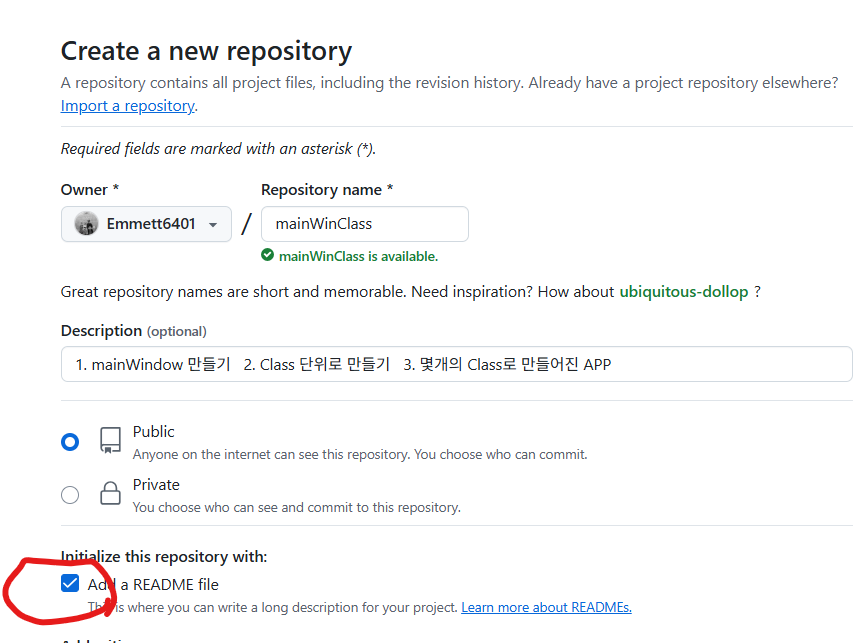 Create a new repository
A repository contains all project files, including the revision history. Already have a project repository elsewhere?
Import a repository.
Required fields are marked with an asterisk (*).
Owner * Repository name *
Emmett6401 / mainWinClass
mainWinClass is available.
Great repository names are short and memorable. Need inspiration? How about ubiquitous-dollop ?
Description (optional)
1. mainWindow 만들기 2. Class 단위로 만들기 3. 몇개의 Class로 만들어진 APP
Public
Anyone on the internet can see this repository. You choose who can commit.
Private
You choose who can see and commit to this repository.
Initialize this repository with:
Add a README file
This is where you can write a long description for your project. Learn more about READMEs.